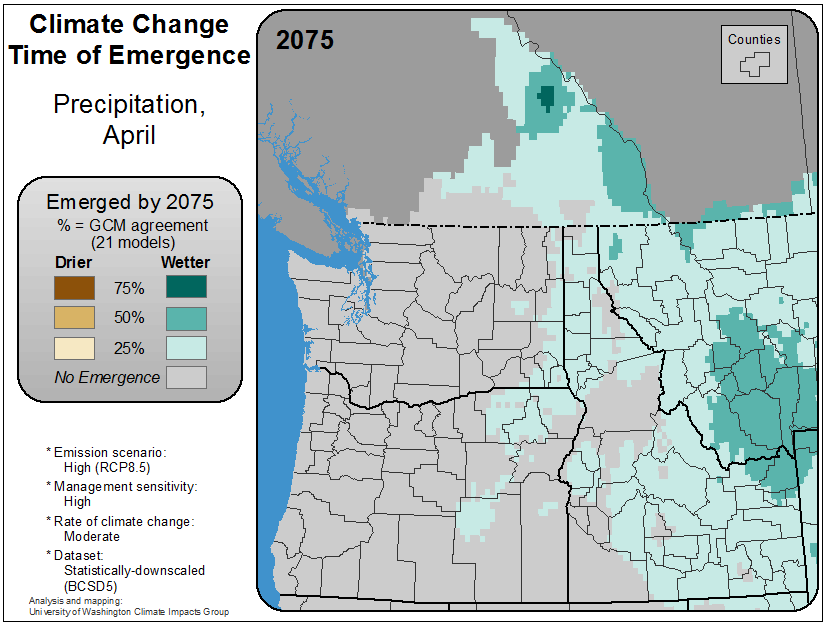 Climate Change
Time of Emergence
Precipitation,
April
Emerged by 2075
% = GCM agreement
(21 models)
Drier Wetter
75%
50%
25%
No Emergence
* Emission scenario:
High (RCP8.5)
* Management sensitivity:
High
* Rate of climate change:
Moderate
* Dataset:
Statistically-downscaled
(BCSD5)
Analysis and mapping:
University of Washington Climate Impacts Group
2075
Counties